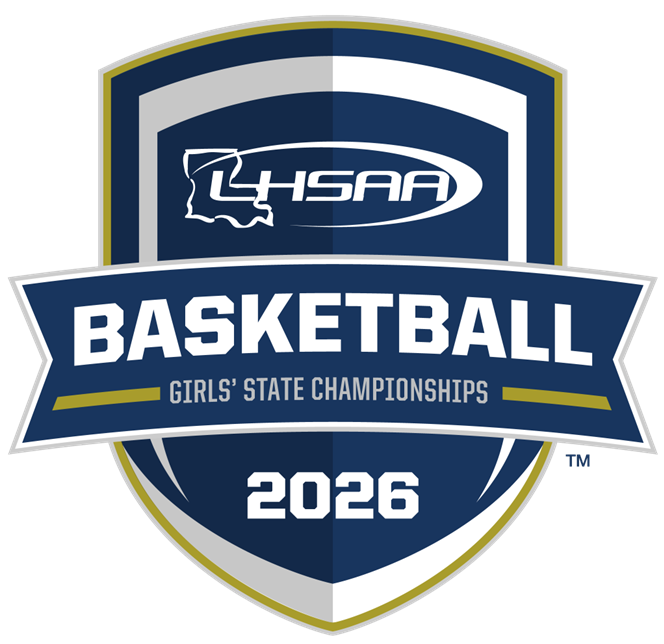 LHSAA
BASKETBALL
GIRLS' STATE CHAMPIONSHIPS
2026
TM